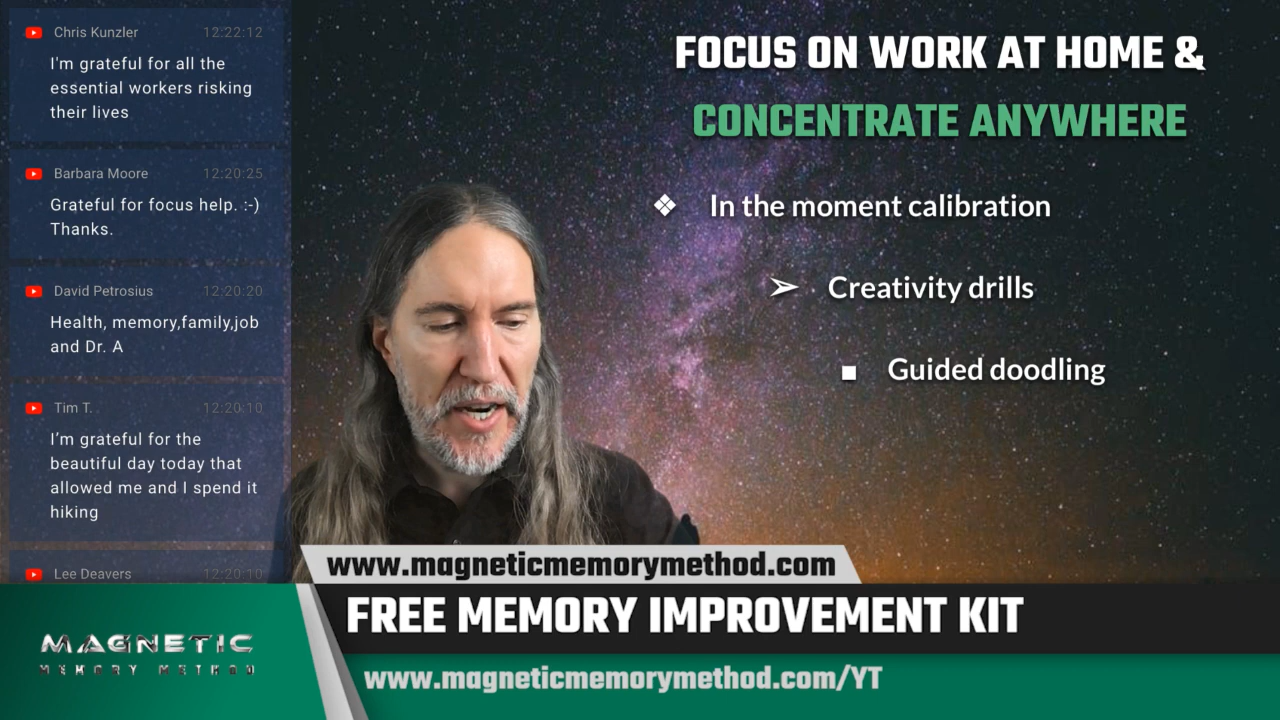 Chris Kunzler 12:22:12
I'm grateful for all the
essential workers risking
their lives
Barbara Moore 12:20:25
Grateful for focus help. :-)
Thanks.
David Petrosius 12:20:20
Health, memory,family,job
and Dr. A
Tim T. 12:20:10
I'm grateful for the
beautiful day today that
allowed me and I spend it
hiking
Lee Deavers 12:20:10
FOCUS ON WORK AT HOME &
CONCENTRATE ANYWHERE
In the moment calibration
Creativity drills
Guided doodling
www.magneticmemorymethod.com
FREE MEMORY IMPROVEMENT KIT
www.magneticmemorymethod.com/YT
MAGNETIC
MEMORY METHOD